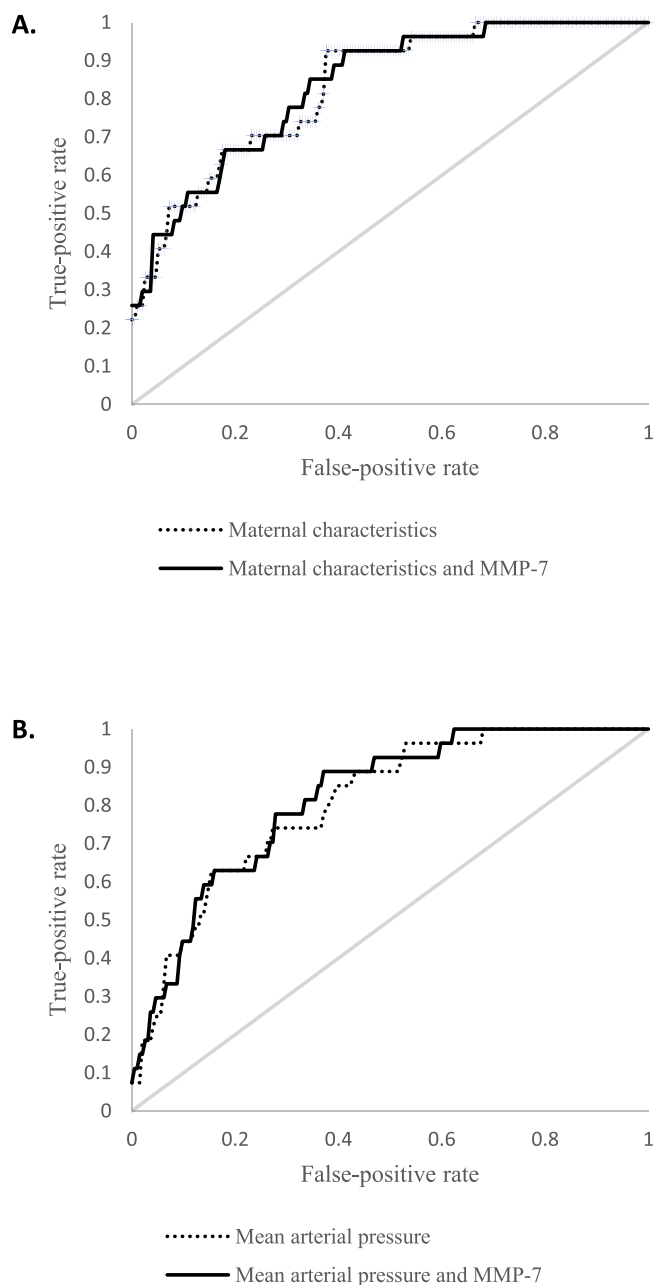 A.
1
0.9
0.8
0.7
0.6
0.5
0.4
0.3
0.2
0.1
0
True-positive rate
0 0.2 0.4 0.6 0.8 1
False-positive rate
Maternal characteristics
Maternal characteristics and MMP-7
B.
1
0.9
0.8
0.7
0.6
0.5
0.4
0.3
0.2
0.1
0
True-positive rate
0 0.2 0.4 0.6 0.8 1
False-positive rate
Mean arterial pressure
Mean arterial pressure and MMP-7